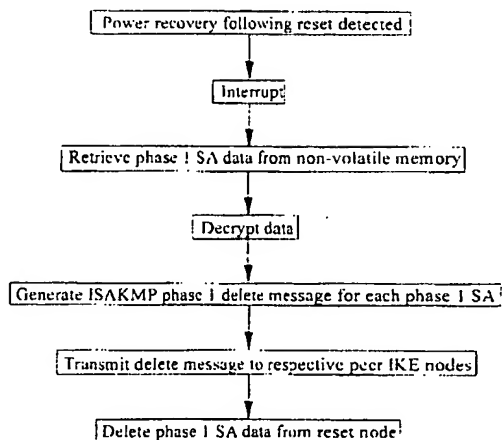 Power recovery following reset detected
Interrupt
Retrieve phase 1 SA data from non-volatile memory
Decrypt data
Generate ISAKMP phase 1 delete message for each phase 1 SA
Transmit delete message to respective peer IKE nodes
Delete phase 1 SA data from reset node